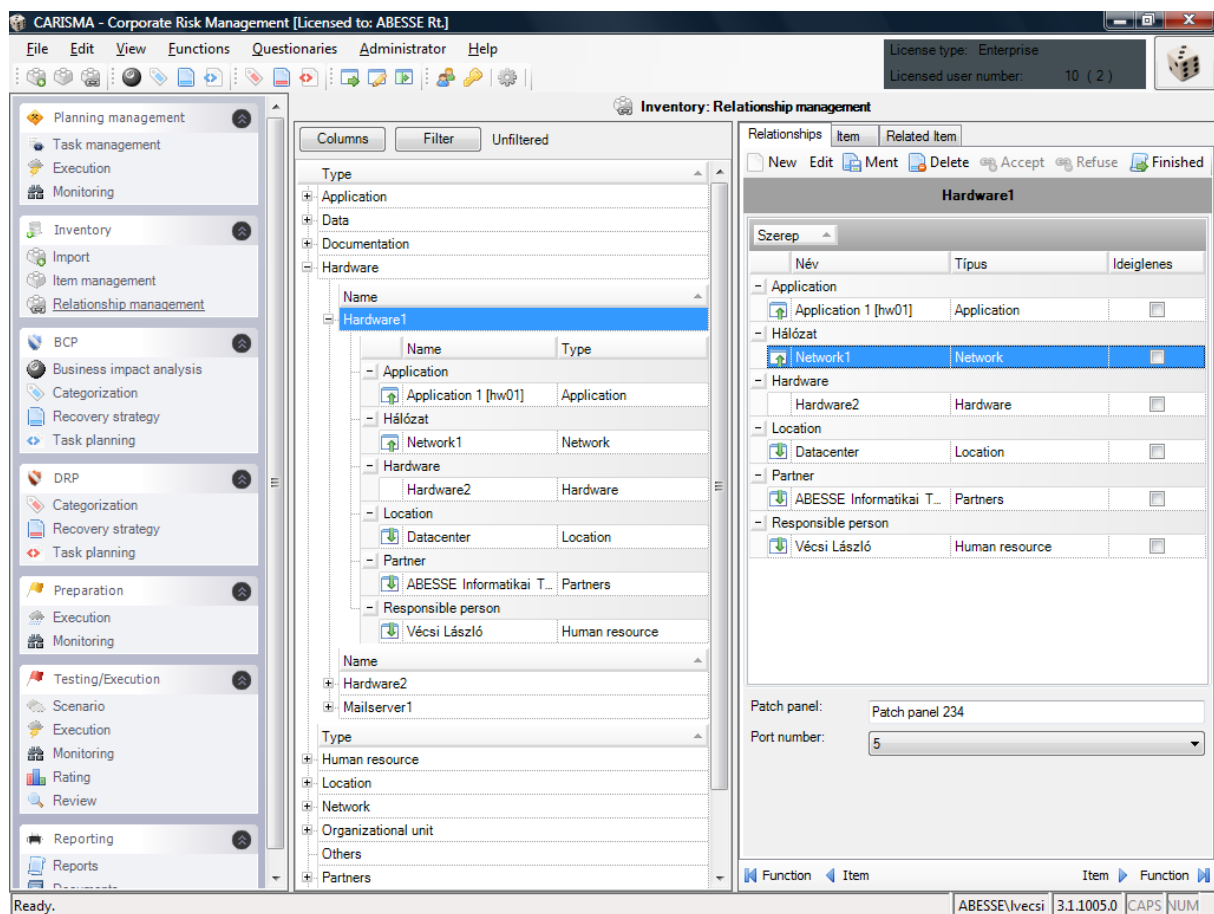 CARISMA - Corporate Risk Management [Licensed to: ABESSE Rt.]
File Edit View Functions Questionaries Administrator Help
License type: Enterprise
Licensed user number: 10 ( 2 )
Planning management
Task management
Execution
Monitoring
Inventory
Import
Item management
Relationship management
BCP
Business impact analysis
Categorization
Recovery strategy
Task planning
DRP
Categorization
Recovery strategy
Task planning
Preparation
Execution
Monitoring
Testing/Execution
Scenario
Execution
Monitoring
Rating
Review
Reporting
Reports
Documents
Inventory: Relationship management
Columns Filter Unfiltered
Type
Application
Data
Documentation
Hardware
Name
Hardware1
Name Type
Application
Application 1 [hw01] Application
Hálózat
Network1 Network
Hardware
Hardware2 Hardware
Location
Datacenter Location
Partner
ABESSE Informatikai T... Partners
Responsible person
Vécsi László Human resource
Name
Hardware2
Mailserver1
Type
Human resource
Location
Network
Organizational unit
Others
Partners
Relationships Item Related Item
New Edit Ment Delete Accept Refuse Finished
Hardware1
Szerep
Név Típus Ideiglenes
Application
Application 1 [hw01] Application
Hálózat
Network1 Network
Hardware
Hardware2 Hardware
Location
Datacenter Location
Partner
ABESSE Informatikai T... Partners
Responsible person
Vécsi László Human resource
Patch panel: Patch panel 234
Port number: 5
Function Item Item Function
Ready. ABESSE\lvecsi 3.1.1005.0 CAPS NUM